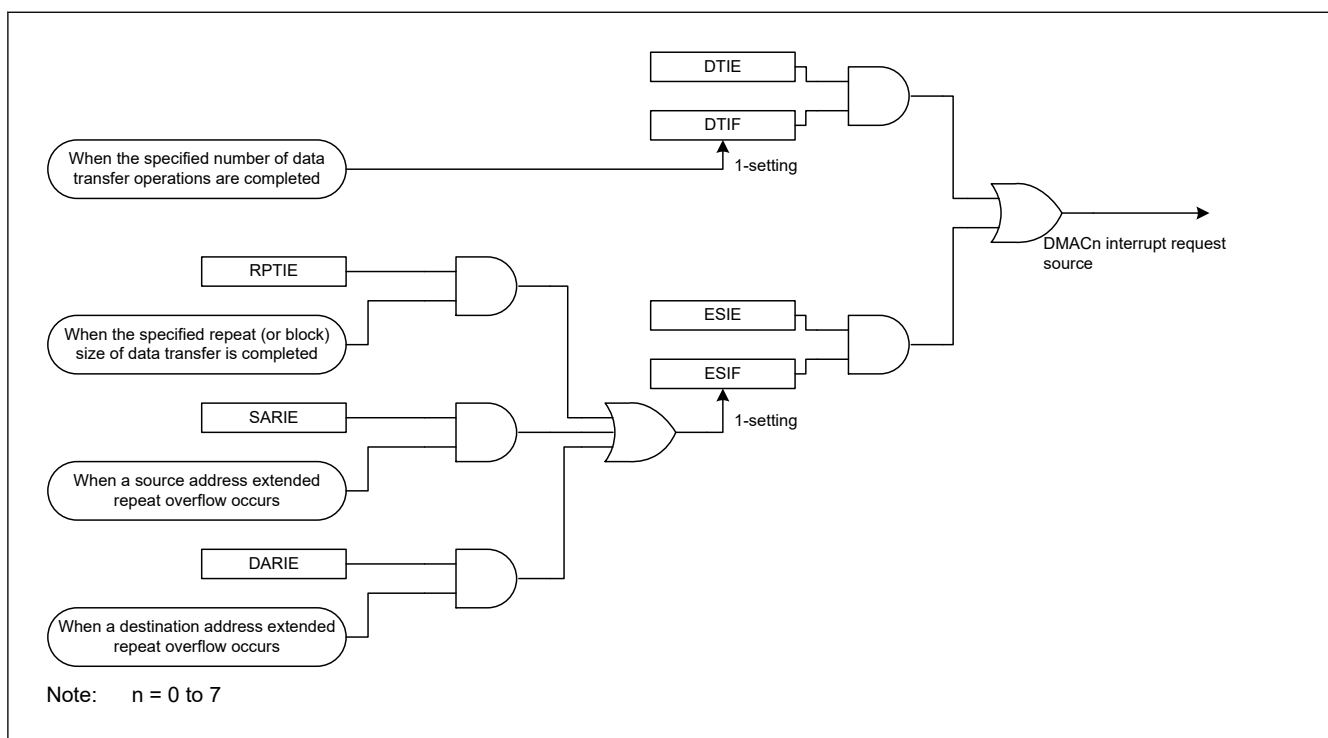 DTIE
DTIF
When the specified number of data
transfer operations are completed
1-setting
DMACn interrupt request
source
RPTIE
When the specified repeat (or block)
size of data transfer is completed
ESIE
ESIF
1-setting
SARIE
When a source address extended
repeat overflow occurs
DARIE
When a destination address extended
repeat overflow occurs
Note: n = 0 to 7